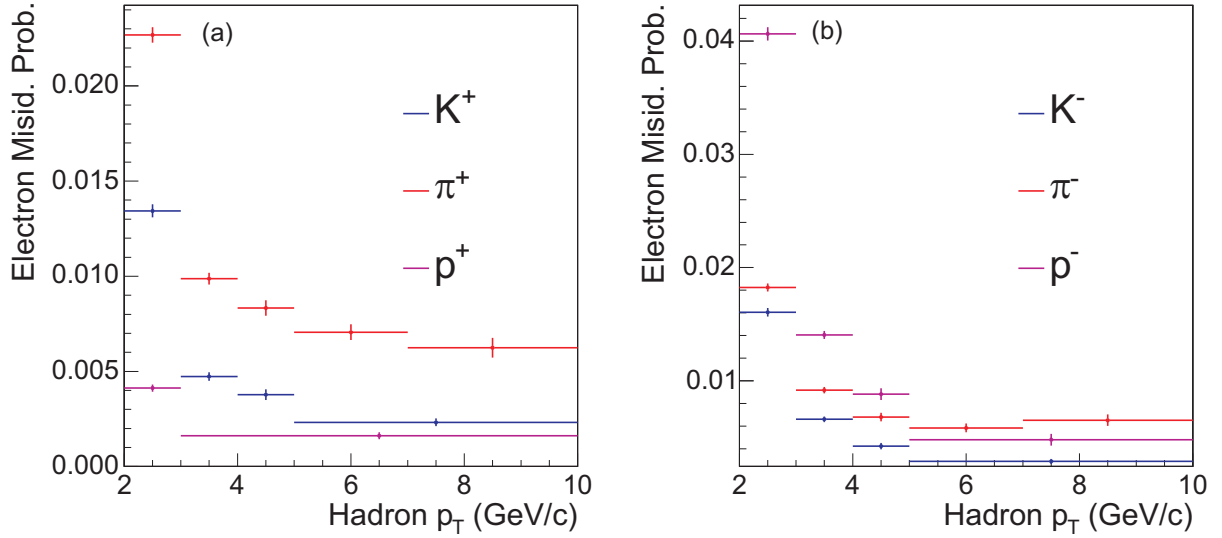 Electron Misid. Prob.
(a)
0.020
0.015
0.010
0.005
0.000
K+
π+
p+
2 4 6 8 10
Hadron pT (GeV/c)
Electron Misid. Prob.
(b)
0.04
0.03
0.02
0.01
K-
π-
p-
2 4 6 8 10
Hadron pT (GeV/c)